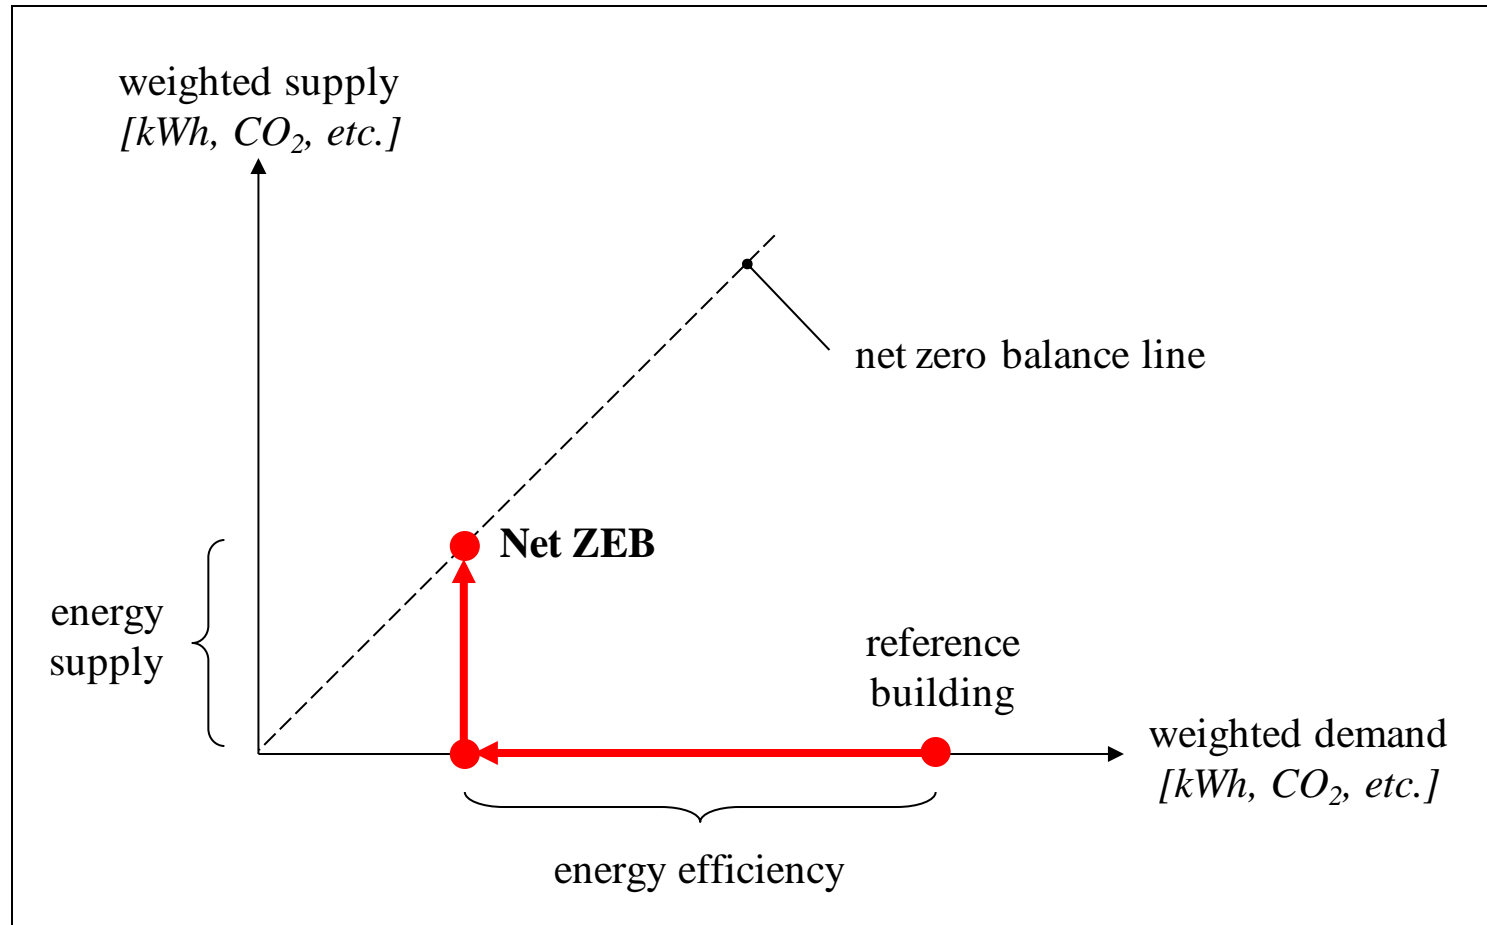 weighted supply
[kWh, CO₂, etc.]
net zero balance line
Net ZEB
energy
supply
reference
building
weighted demand
[kWh, CO₂, etc.]
energy efficiency